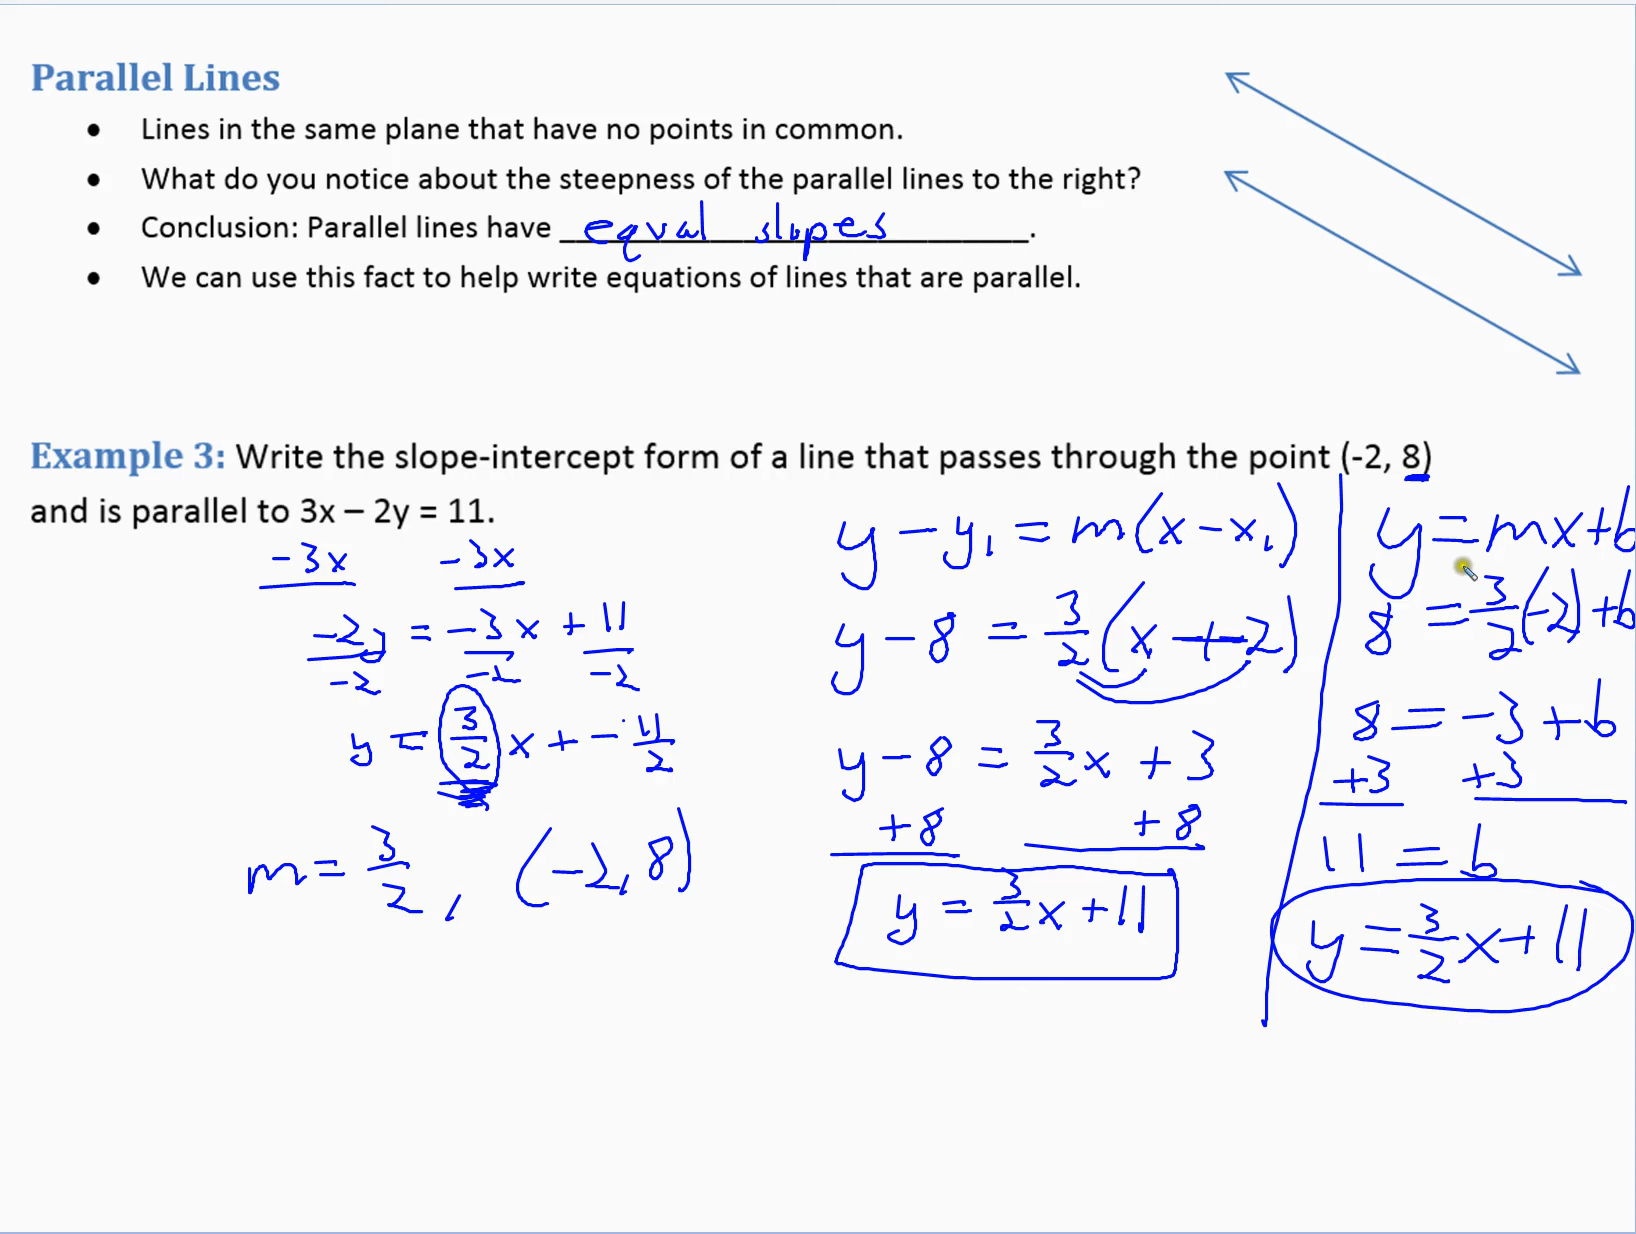 Parallel Lines
• Lines in the same plane that have no points in common.
• What do you notice about the steepness of the parallel lines to the right?
• Conclusion: Parallel lines have equal slopes.
• We can use this fact to help write equations of lines that are parallel.
Example 3: Write the slope-intercept form of a line that passes through the point (-2, 8)
and is parallel to 3x – 2y = 11.
-3x -3x
-2y = -3x + 11
-2 -2 -2
y = 3/2 x + - 11/2
m = 3/2, (-2, 8)
y - y₁ = m(x - x₁)
y - 8 = 3/2 (x + 2)
y - 8 = 3/2 x + 3
+8 +8
y = 3/2 x + 11
y = mx + b
8 = 3/2 (-2) + b
8 = -3 + b
+3 +3
11 = b
y = 3/2 x + 11